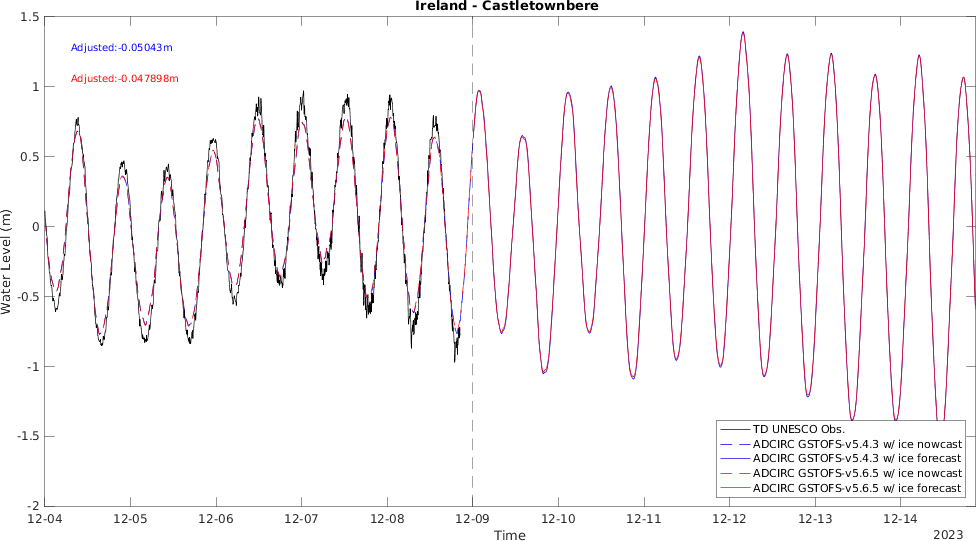 Ireland - Castletownbere
1.5
1
0.5
0
-0.5
-1
-1.5
-2
Water Level (m)
Adjusted:-0.05043m
Adjusted:-0.047898m
TD UNESCO Obs.
ADCIRC GSTOFS-v5.4.3 w/ ice nowcast
ADCIRC GSTOFS-v5.4.3 w/ ice forecast
ADCIRC GSTOFS-v5.6.5 w/ ice nowcast
ADCIRC GSTOFS-v5.6.5 w/ ice forecast
12-04 12-05 12-06 12-07 12-08 12-09 12-10 12-11 12-12 12-13 12-14
Time
2023